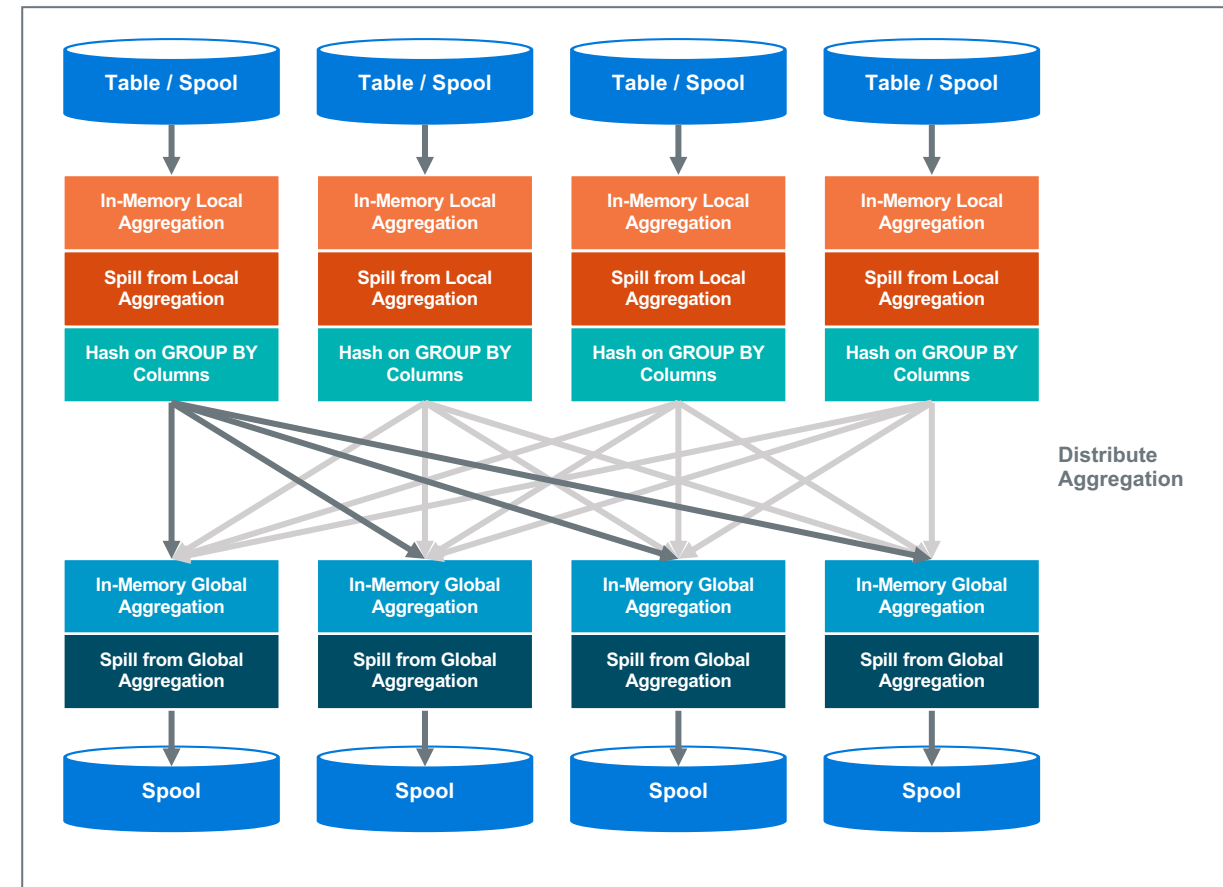 Table / Spool
Table / Spool
Table / Spool
Table / Spool
In-Memory Local
Aggregation
In-Memory Local
Aggregation
In-Memory Local
Aggregation
In-Memory Local
Aggregation
Spill from Local
Aggregation
Spill from Local
Aggregation
Spill from Local
Aggregation
Spill from Local
Aggregation
Hash on GROUP BY
Columns
Hash on GROUP BY
Columns
Hash on GROUP BY
Columns
Hash on GROUP BY
Columns
Distribute
Aggregation
In-Memory Global
Aggregation
In-Memory Global
Aggregation
In-Memory Global
Aggregation
In-Memory Global
Aggregation
Spill from Global
Aggregation
Spill from Global
Aggregation
Spill from Global
Aggregation
Spill from Global
Aggregation
Spool
Spool
Spool
Spool